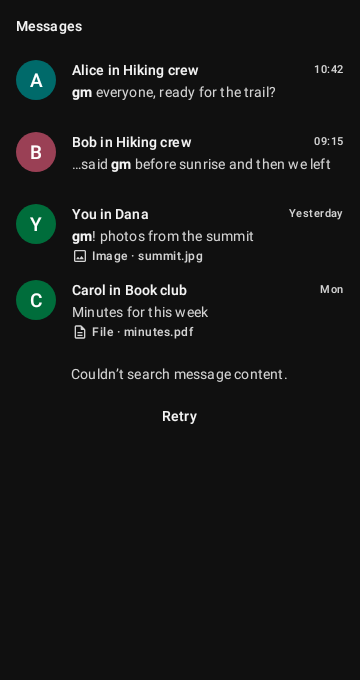 Messages
A
Alice in Hiking crew
10:42
gm everyone, ready for the trail?
B
Bob in Hiking crew
09:15
…said gm before sunrise and then we left
Y
You in Dana
Yesterday
gm! photos from the summit
Image · summit.jpg
C
Carol in Book club
Mon
Minutes for this week
File · minutes.pdf
Couldn't search message content.
Retry